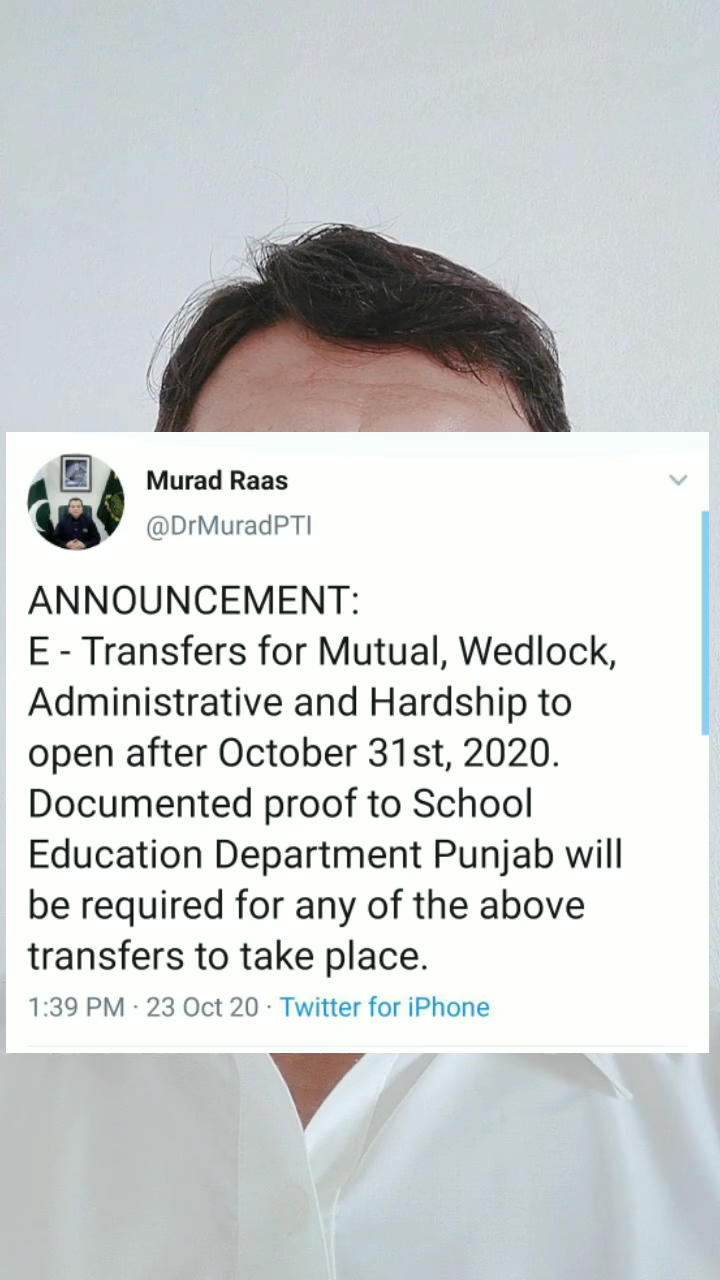 Murad Raas
@DrMuradPTI
ANNOUNCEMENT:
E - Transfers for Mutual, Wedlock,
Administrative and Hardship to
open after October 31st, 2020.
Documented proof to School
Education Department Punjab will
be required for any of the above
transfers to take place.
1:39 PM · 23 Oct 20 · Twitter for iPhone